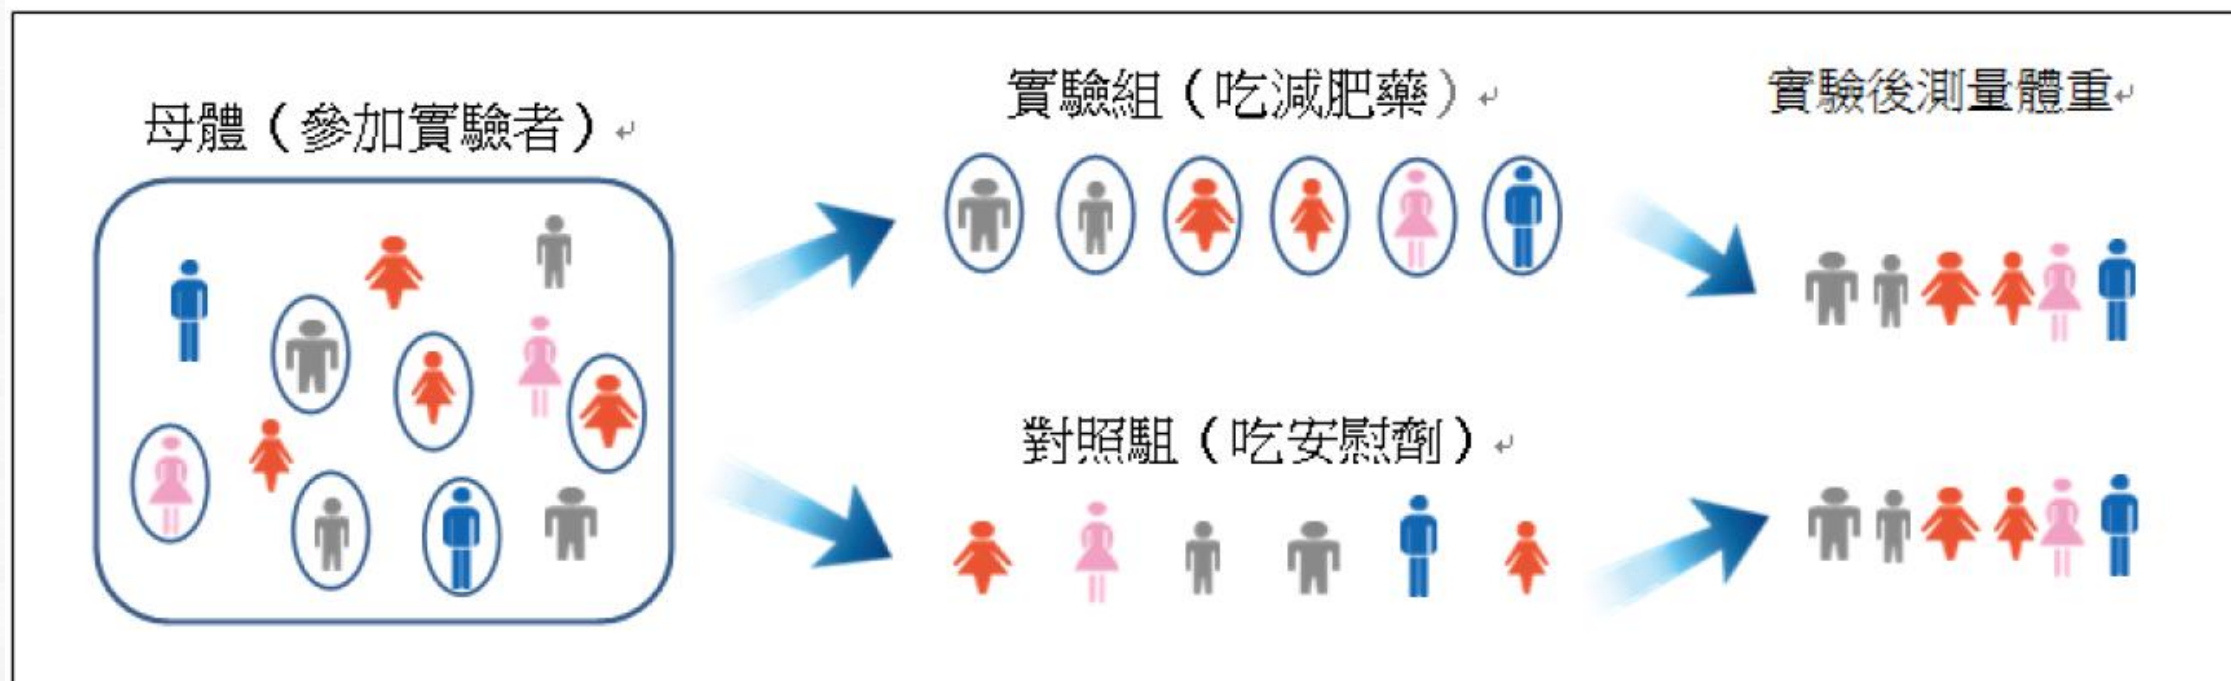 母體（參加實驗者）↵
實驗組（吃減肥藥）↵
實驗後測量體重↵
對照組（吃安慰劑）↵